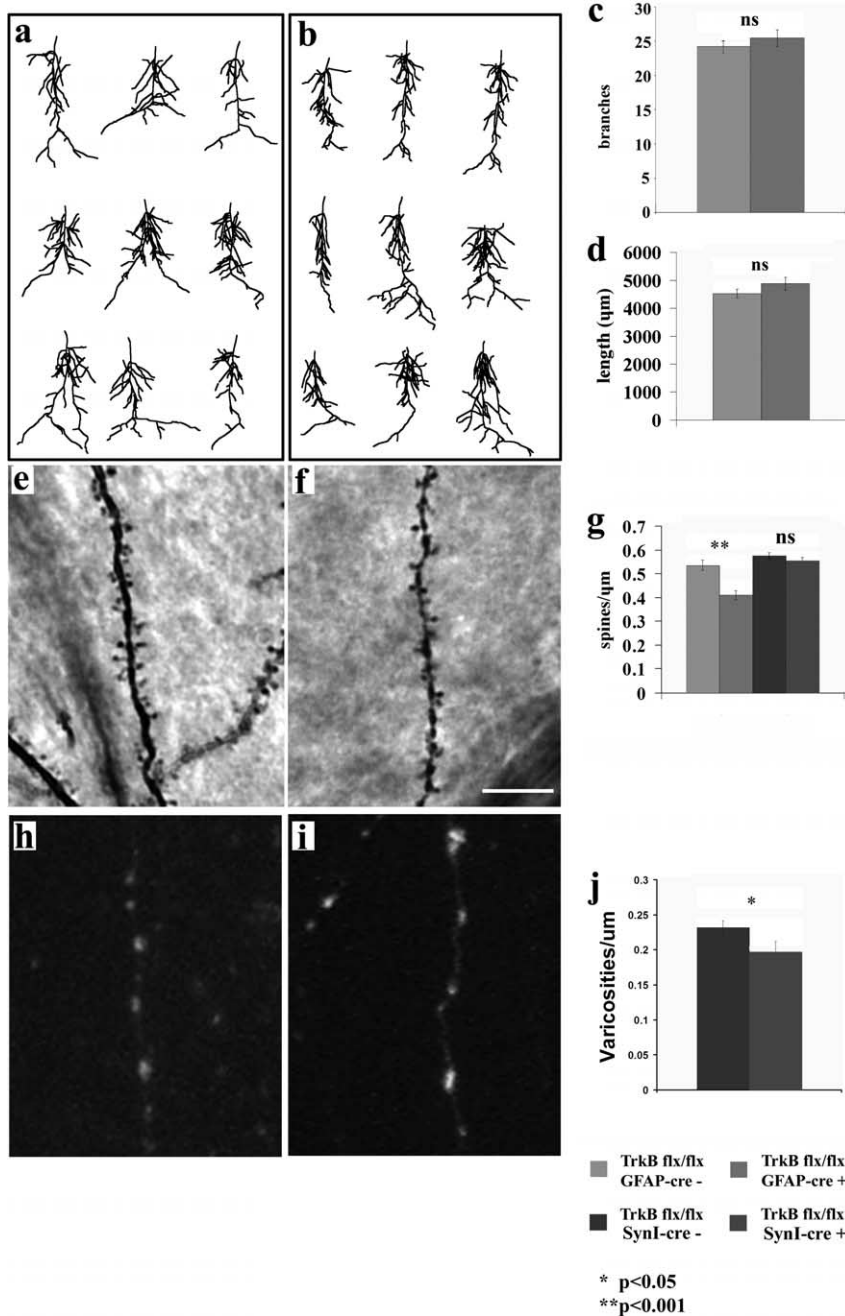 a
b
c
ns
30
25
20
15
10
5
0
branches
d
ns
6000
5000
4000
3000
2000
1000
0
length (ɥm)
e
f
g
** ns
0.7
0.6
0.5
0.4
0.3
0.2
0.1
0
spines/ɥm
h
i
j
*
0.3
0.25
0.2
0.15
0.1
0.05
0
Varicosities/um
TrkB flx/flx TrkB flx/flx
GFAP-cre - GFAP-cre +
TrkB flx/flx TrkB flx/flx
SynI-cre - SynI-cre +
* p<0.05
**p<0.001